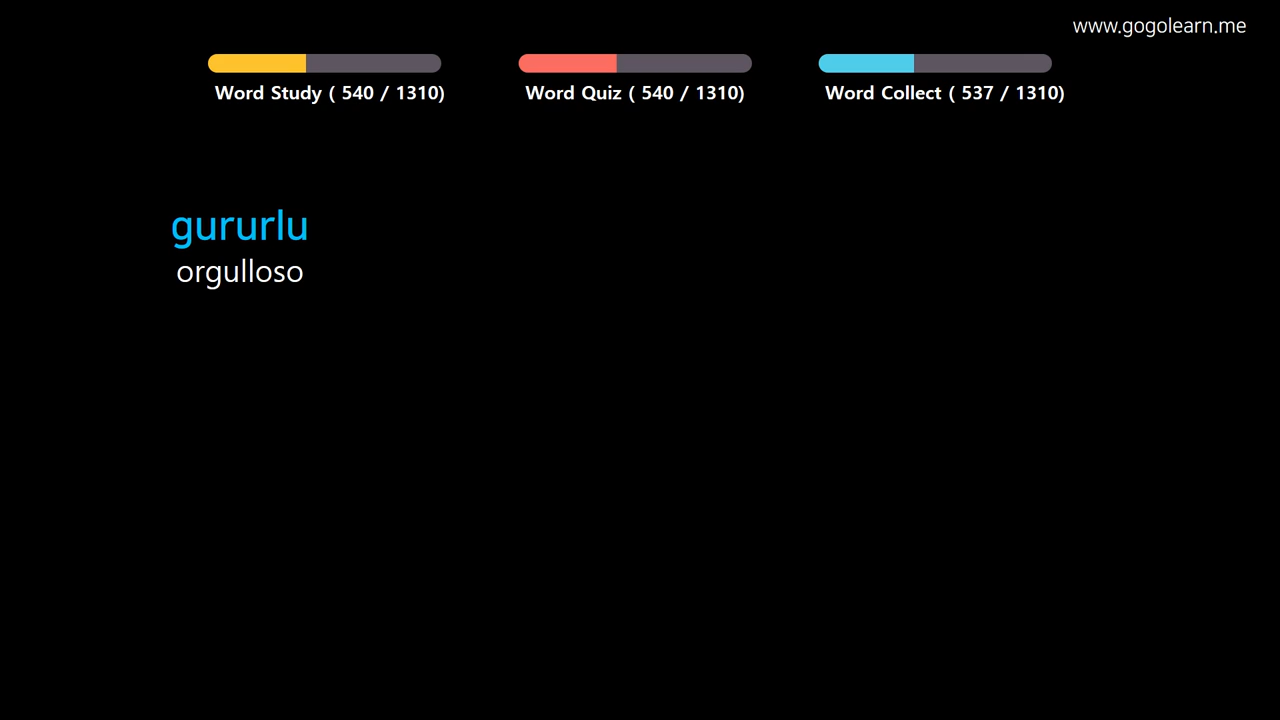 www.gogolearn.me
Word Study ( 540 / 1310)
Word Quiz ( 540 / 1310)
Word Collect ( 537 / 1310)
gururlu
orgulloso